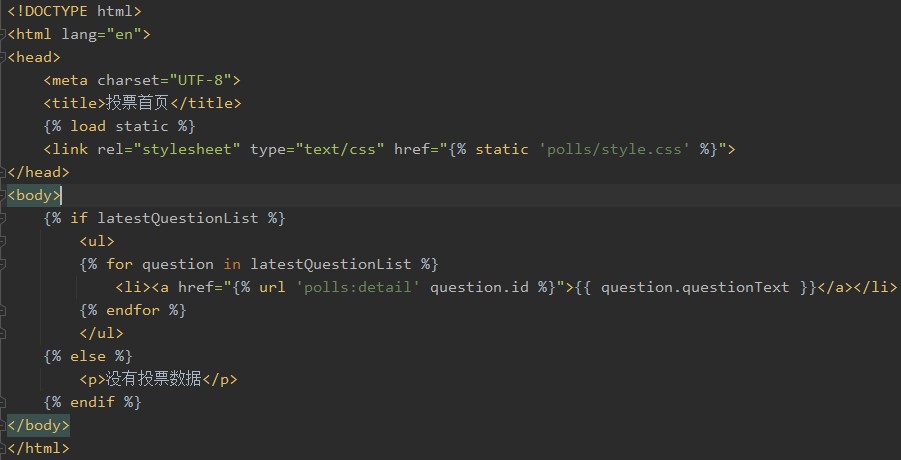 <!DOCTYPE html>
<html lang="en">
<head>
    <meta charset="UTF-8">
    <title>投票首页</title>
    {% load static %}
    <link rel="stylesheet" type="text/css" href="{% static 'polls/style.css' %}">
</head>
<body>
    {% if latestQuestionList %}
        <ul>
        {% for question in latestQuestionList %}
            <li><a href="{% url 'polls:detail' question.id %}">{{ question.questionText }}</a></li>
        {% endfor %}
        </ul>
    {% else %}
        <p>没有投票数据</p>
    {% endif %}
</body>
</html>